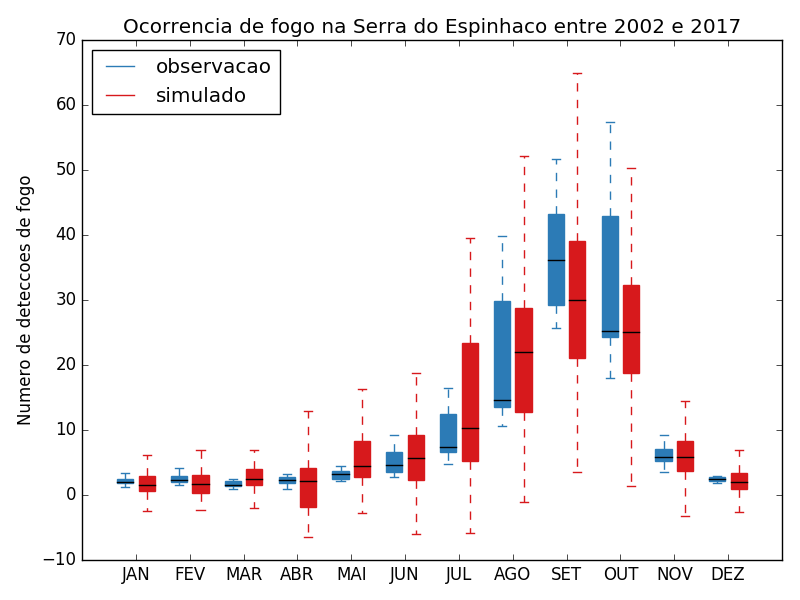 Ocorrencia de fogo na Serra do Espinhaco entre 2002 e 2017
observacao
simulado
Numero de deteccoes de fogo
70
60
50
40
30
20
10
0
−10
JAN FEV MAR ABR MAI JUN JUL AGO SET OUT NOV DEZ